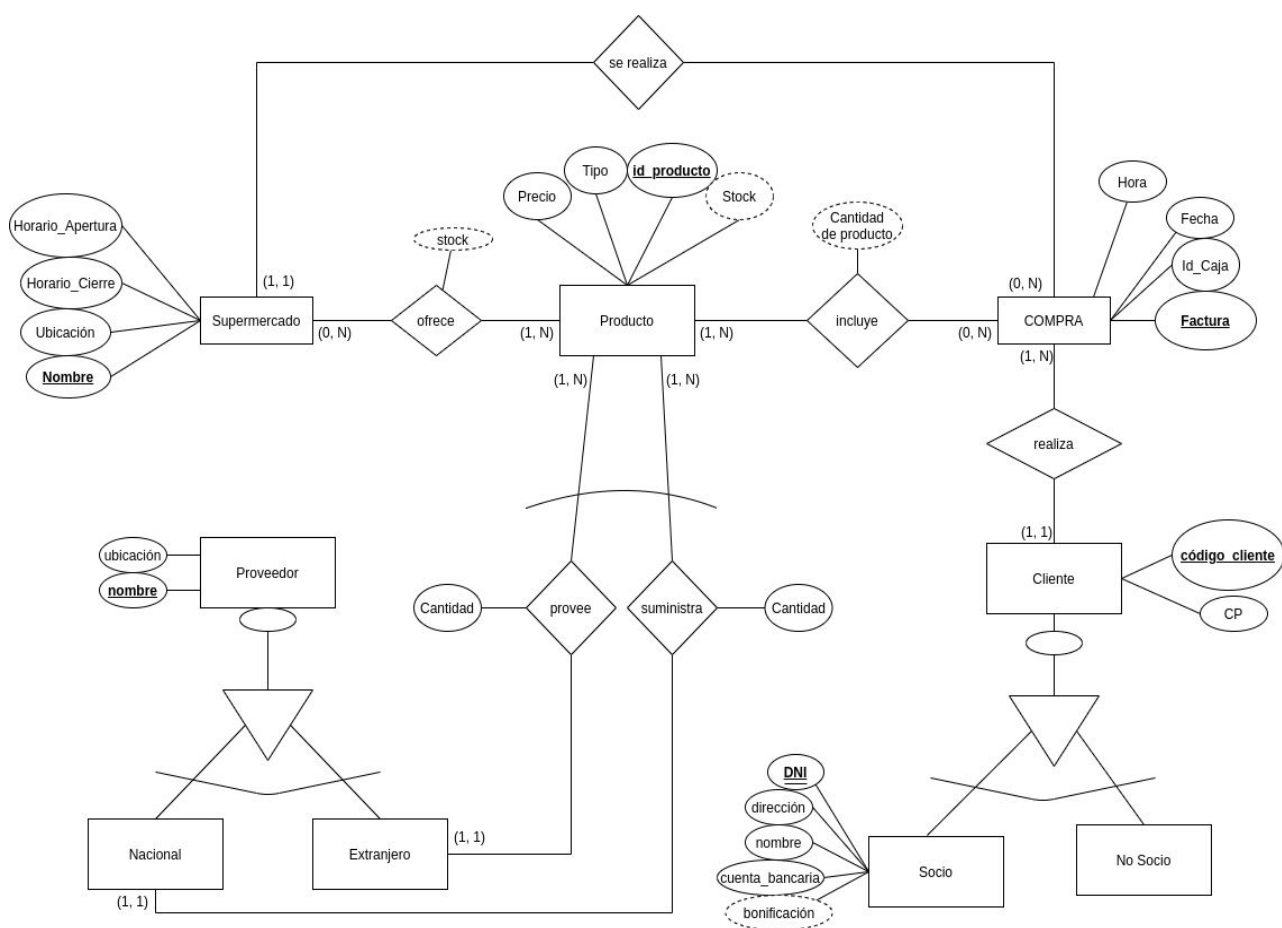 se realiza
Horario_Apertura
Horario_Cierre
Ubicación
Nombre
(1, 1)
Supermercado
(0, N)
stock
ofrece
(1, N)
Precio
Tipo
id_producto
Stock
Producto
(1, N)
Cantidad
de producto
incluye
(0, N)
(0, N)
COMPRA
Hora
Fecha
Id_Caja
Factura
(1, N)
(1, N)
(1, N)
realiza
(1, 1)
Cliente
código_cliente
CP
ubicación
nombre
Proveedor
Cantidad
provee
suministra
Cantidad
Nacional
(1, 1)
Extranjero
(1, 1)
DNI
dirección
nombre
cuenta_bancaria
bonificación
Socio
No Socio